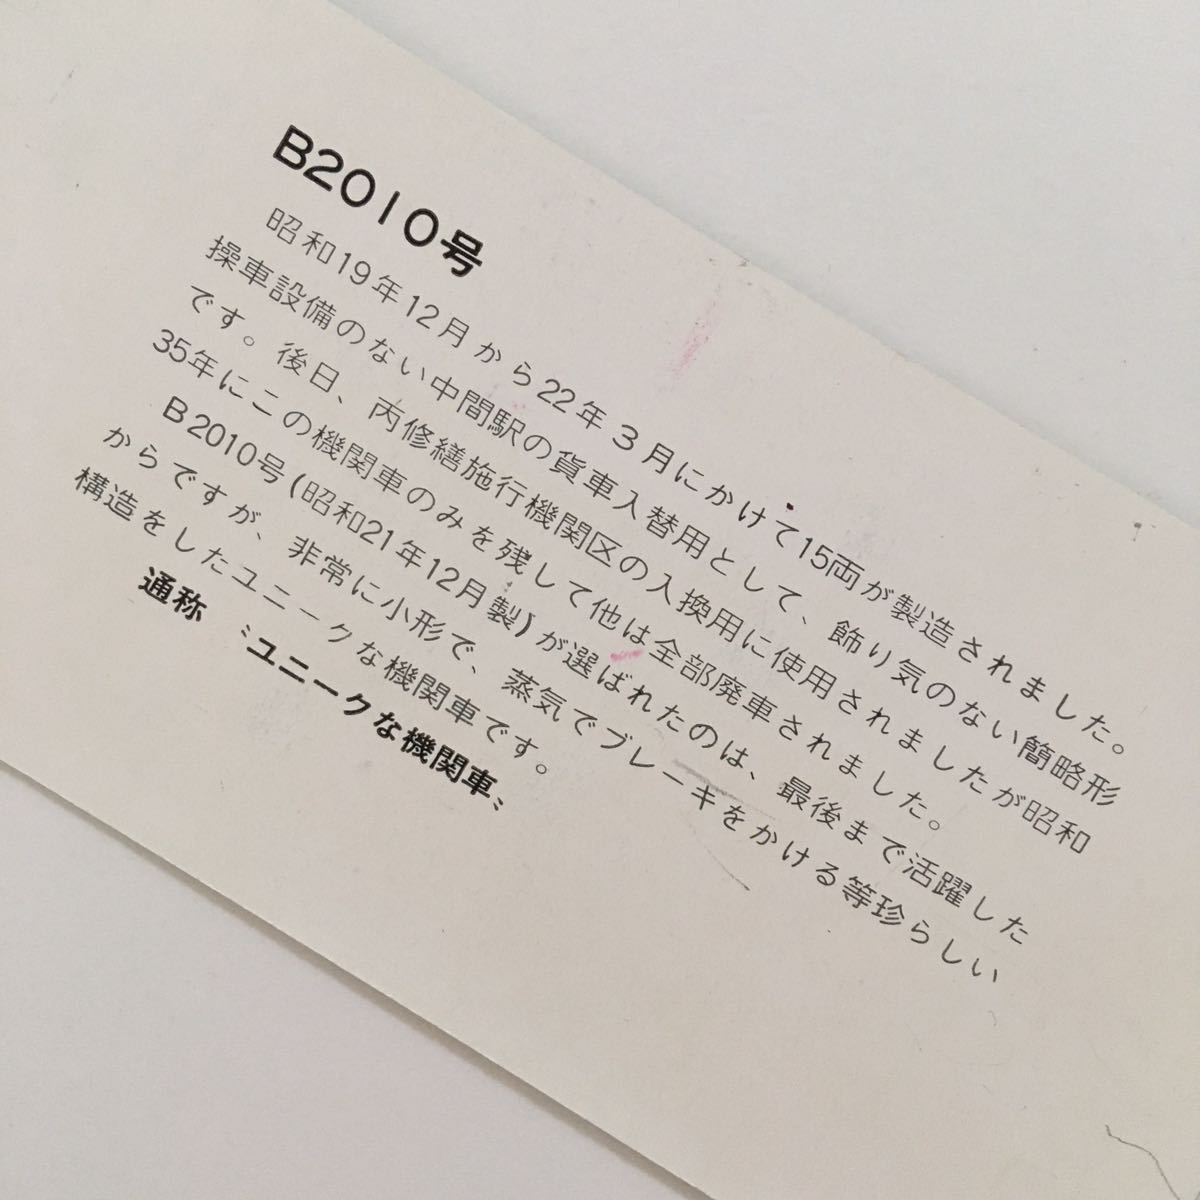 B2010号
昭和19年12月から22年3月にかけて15両が製造されました。
操車設備のない中間駅の貨車入替用として、飾り気のない簡略形
です。後日、丙修繕施行機関区の入換用に使用されましたが昭和
35年にこの機関車のみを残して他は全部廃車されました。
B2010号(昭和21年12月製)が選ばれたのは、最後まで活躍した
からですが、非常に小形で、蒸気でブレーキをかける等珍らしい
構造をしたユニークな機関車です。
通称 〝ユニークな機関車〟